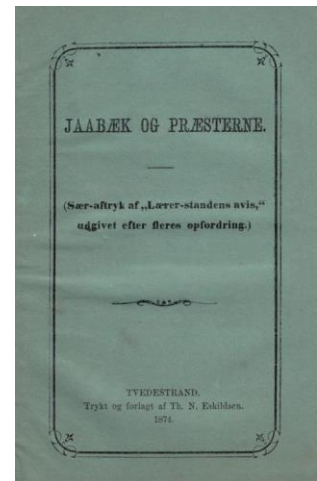 JAABÆK OG PRÆSTERNE.
(Sær-aftryk af „Lærer-standens avis,“
udgivet efter fleres opfordring.)
TVEDESTRAND.
Trykt og forlagt af Th. N. Eskildsen.
1874.